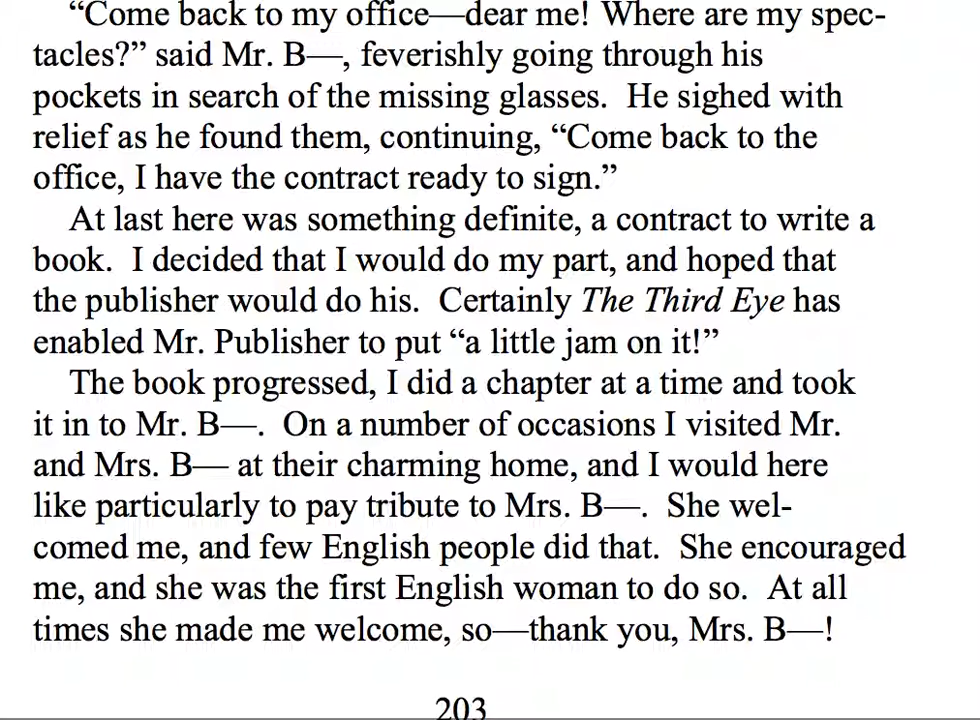 “Come back to my office—dear me! Where are my spec-
tacles?” said Mr. B—, feverishly going through his
pockets in search of the missing glasses.  He sighed with
relief as he found them, continuing, “Come back to the
office, I have the contract ready to sign.”
At last here was something definite, a contract to write a
book.  I decided that I would do my part, and hoped that
the publisher would do his.  Certainly The Third Eye has
enabled Mr. Publisher to put “a little jam on it!”
The book progressed, I did a chapter at a time and took
it in to Mr. B—.  On a number of occasions I visited Mr.
and Mrs. B— at their charming home, and I would here
like particularly to pay tribute to Mrs. B—.  She wel-
comed me, and few English people did that.  She encouraged
me, and she was the first English woman to do so.  At all
times she made me welcome, so—thank you, Mrs. B—!
203